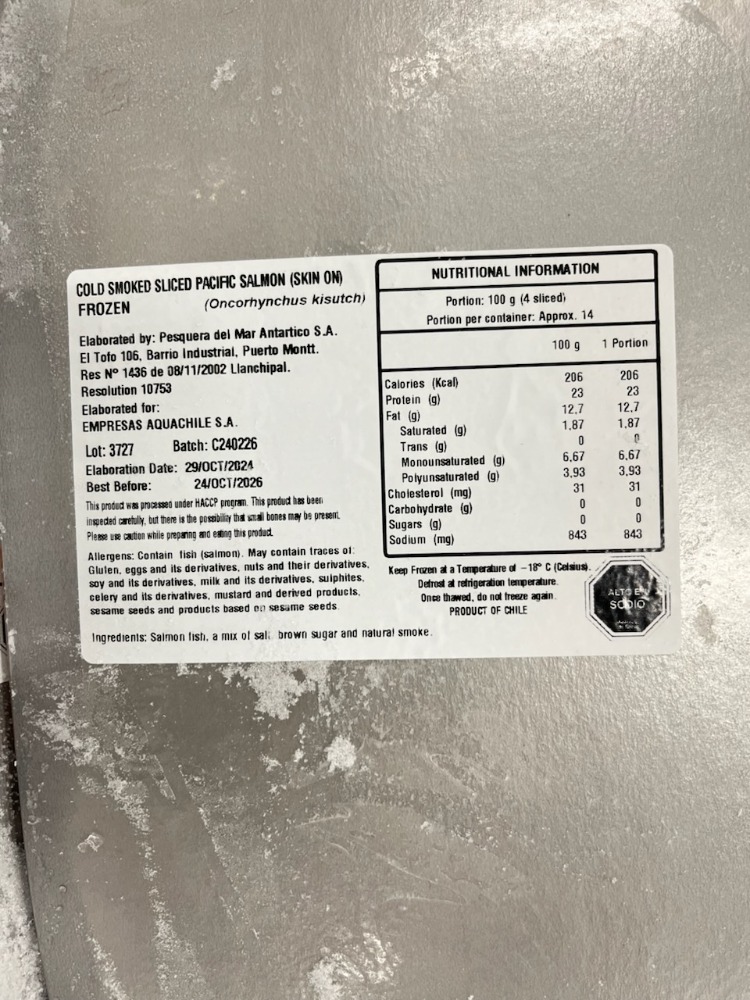 COLD SMOKED SLICED PACIFIC SALMON (SKIN ON)
FROZEN (Oncorhynchus kisutch)
Elaborated by: Pesquera del Mar Antartico S.A.
El Tofo 106, Barrio Industrial, Puerto Montt.
Res Nº 1436 de 08/11/2002 Llanchipal.
Resolution 10753
Elaborated for:
EMPRESAS AQUACHILE S.A.
Lot: 3727 Batch: C240226
Elaboration Date: 29/OCT/2024
Best Before: 24/OCT/2026
This product was processed under HACCP program. This product has been
inspected carefully, but there is the possibility that small bones may be present.
Please use caution while preparing and eating this product.
Allergens: Contain fish (salmon). May contain traces of:
Gluten, eggs and its derivatives, nuts and their derivatives,
soy and its derivatives, milk and its derivatives, sulphites,
celery and its derivatives, mustard and derived products,
sesame seeds and products based on sesame seeds.
Ingredients: Salmon fish, a mix of salt, brown sugar and natural smoke.
NUTRITIONAL INFORMATION
Portion: 100 g (4 sliced)
Portion per container: Approx. 14
100 g 1 Portion
Calories (Kcal) 206 206
Protein (g) 23 23
Fat (g) 12,7 12,7
Saturated (g) 1,87 1,87
Trans (g) 0 0
Monounsaturated (g) 6,67 6,67
Polyunsaturated (g) 3,93 3,93
Cholesterol (mg) 31 31
Carbohydrate (g) 0 0
Sugars (g) 0 0
Sodium (mg) 843 843
Keep Frozen at a Temperature of -18° C (Celsius).
Defrost at refrigeration temperature.
Once thawed, do not freeze again.
PRODUCT OF CHILE
ALTO EN
SODIO